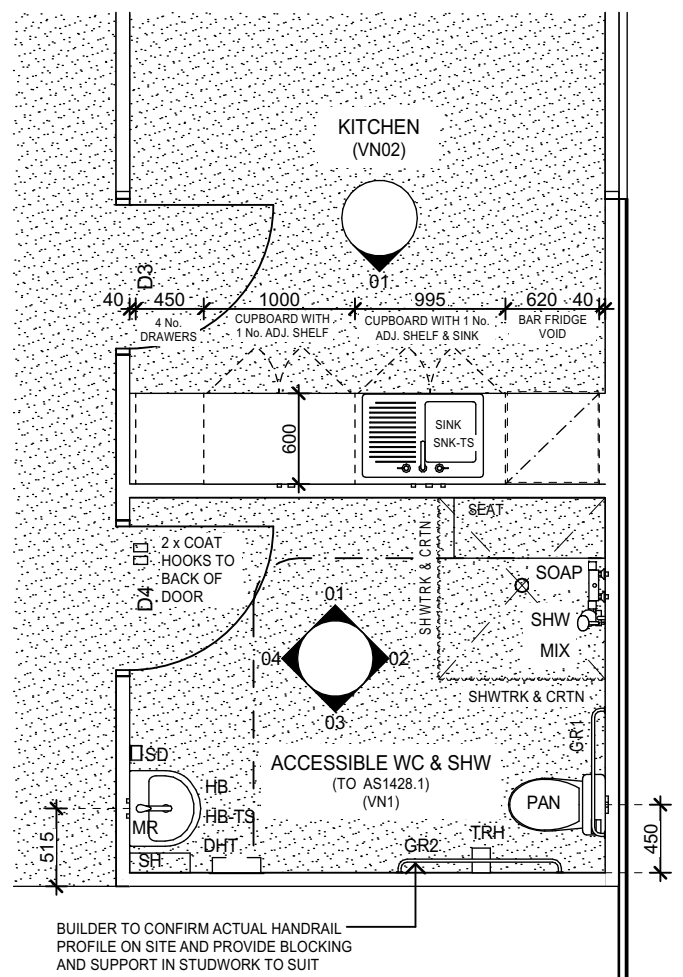 KITCHEN
(VN02)
01
D3
40 450 1000 995 620 40
4 No.
DRAWERS
CUPBOARD WITH
1 No. ADJ. SHELF
CUPBOARD WITH 1 No.
ADJ. SHELF & SINK
BAR FRIDGE
VOID
600
SINK
SNK-TS
SEAT
SHWTRK & CRTN
2 x COAT
HOOKS TO
BACK OF
DOOR
D4
SOAP
SHW
MIX
01
04
02
03
SHWTRK & CRTN
GR1
SD
ACCESSIBLE WC & SHW
(TO AS1428.1)
(VN1)
HB
HB-TS
MR
PAN
DHT
SH
GR2
TRH
515
450
BUILDER TO CONFIRM ACTUAL HANDRAIL
PROFILE ON SITE AND PROVIDE BLOCKING
AND SUPPORT IN STUDWORK TO SUIT